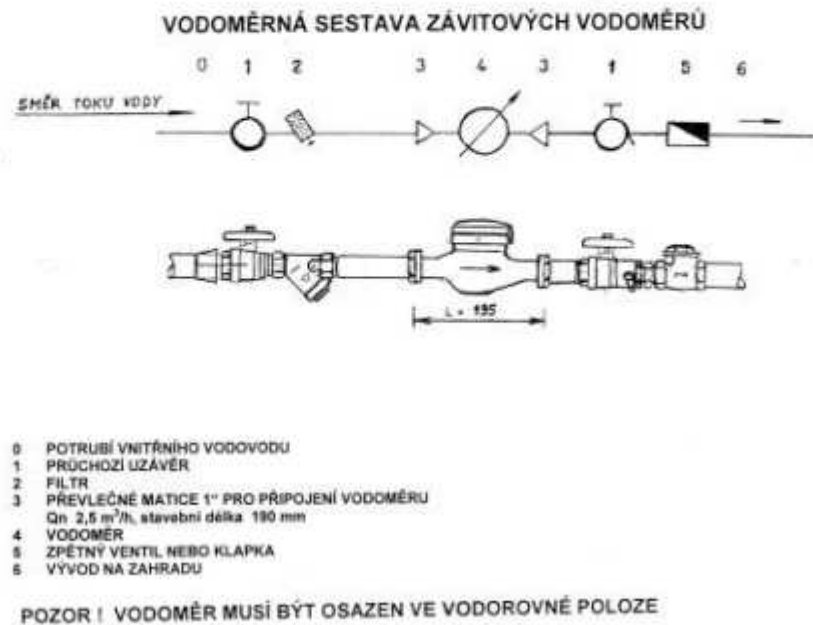 VODOMĚRNÁ SESTAVA ZÁVITOVÝCH VODOMĚRŮ
0 1 2 3 4 3 1 5 6
SMĚR TOKU VODY
L = 195
0 POTRUBÍ VNITŘNÍHO VODOVODU
1 PRŮCHOZÍ UZÁVĚR
2 FILTR
3 PŘEVLEČNÉ MATICE 1" PRO PŘIPOJENÍ VODOMĚRU
Qn 2,5 m³/h, stavební délka 190 mm
4 VODOMĚR
5 ZPĚTNÝ VENTIL NEBO KLAPKA
6 VÝVOD NA ZAHRADU
POZOR ! VODOMĚR MUSÍ BÝT OSAZEN VE VODOROVNÉ POLOZE